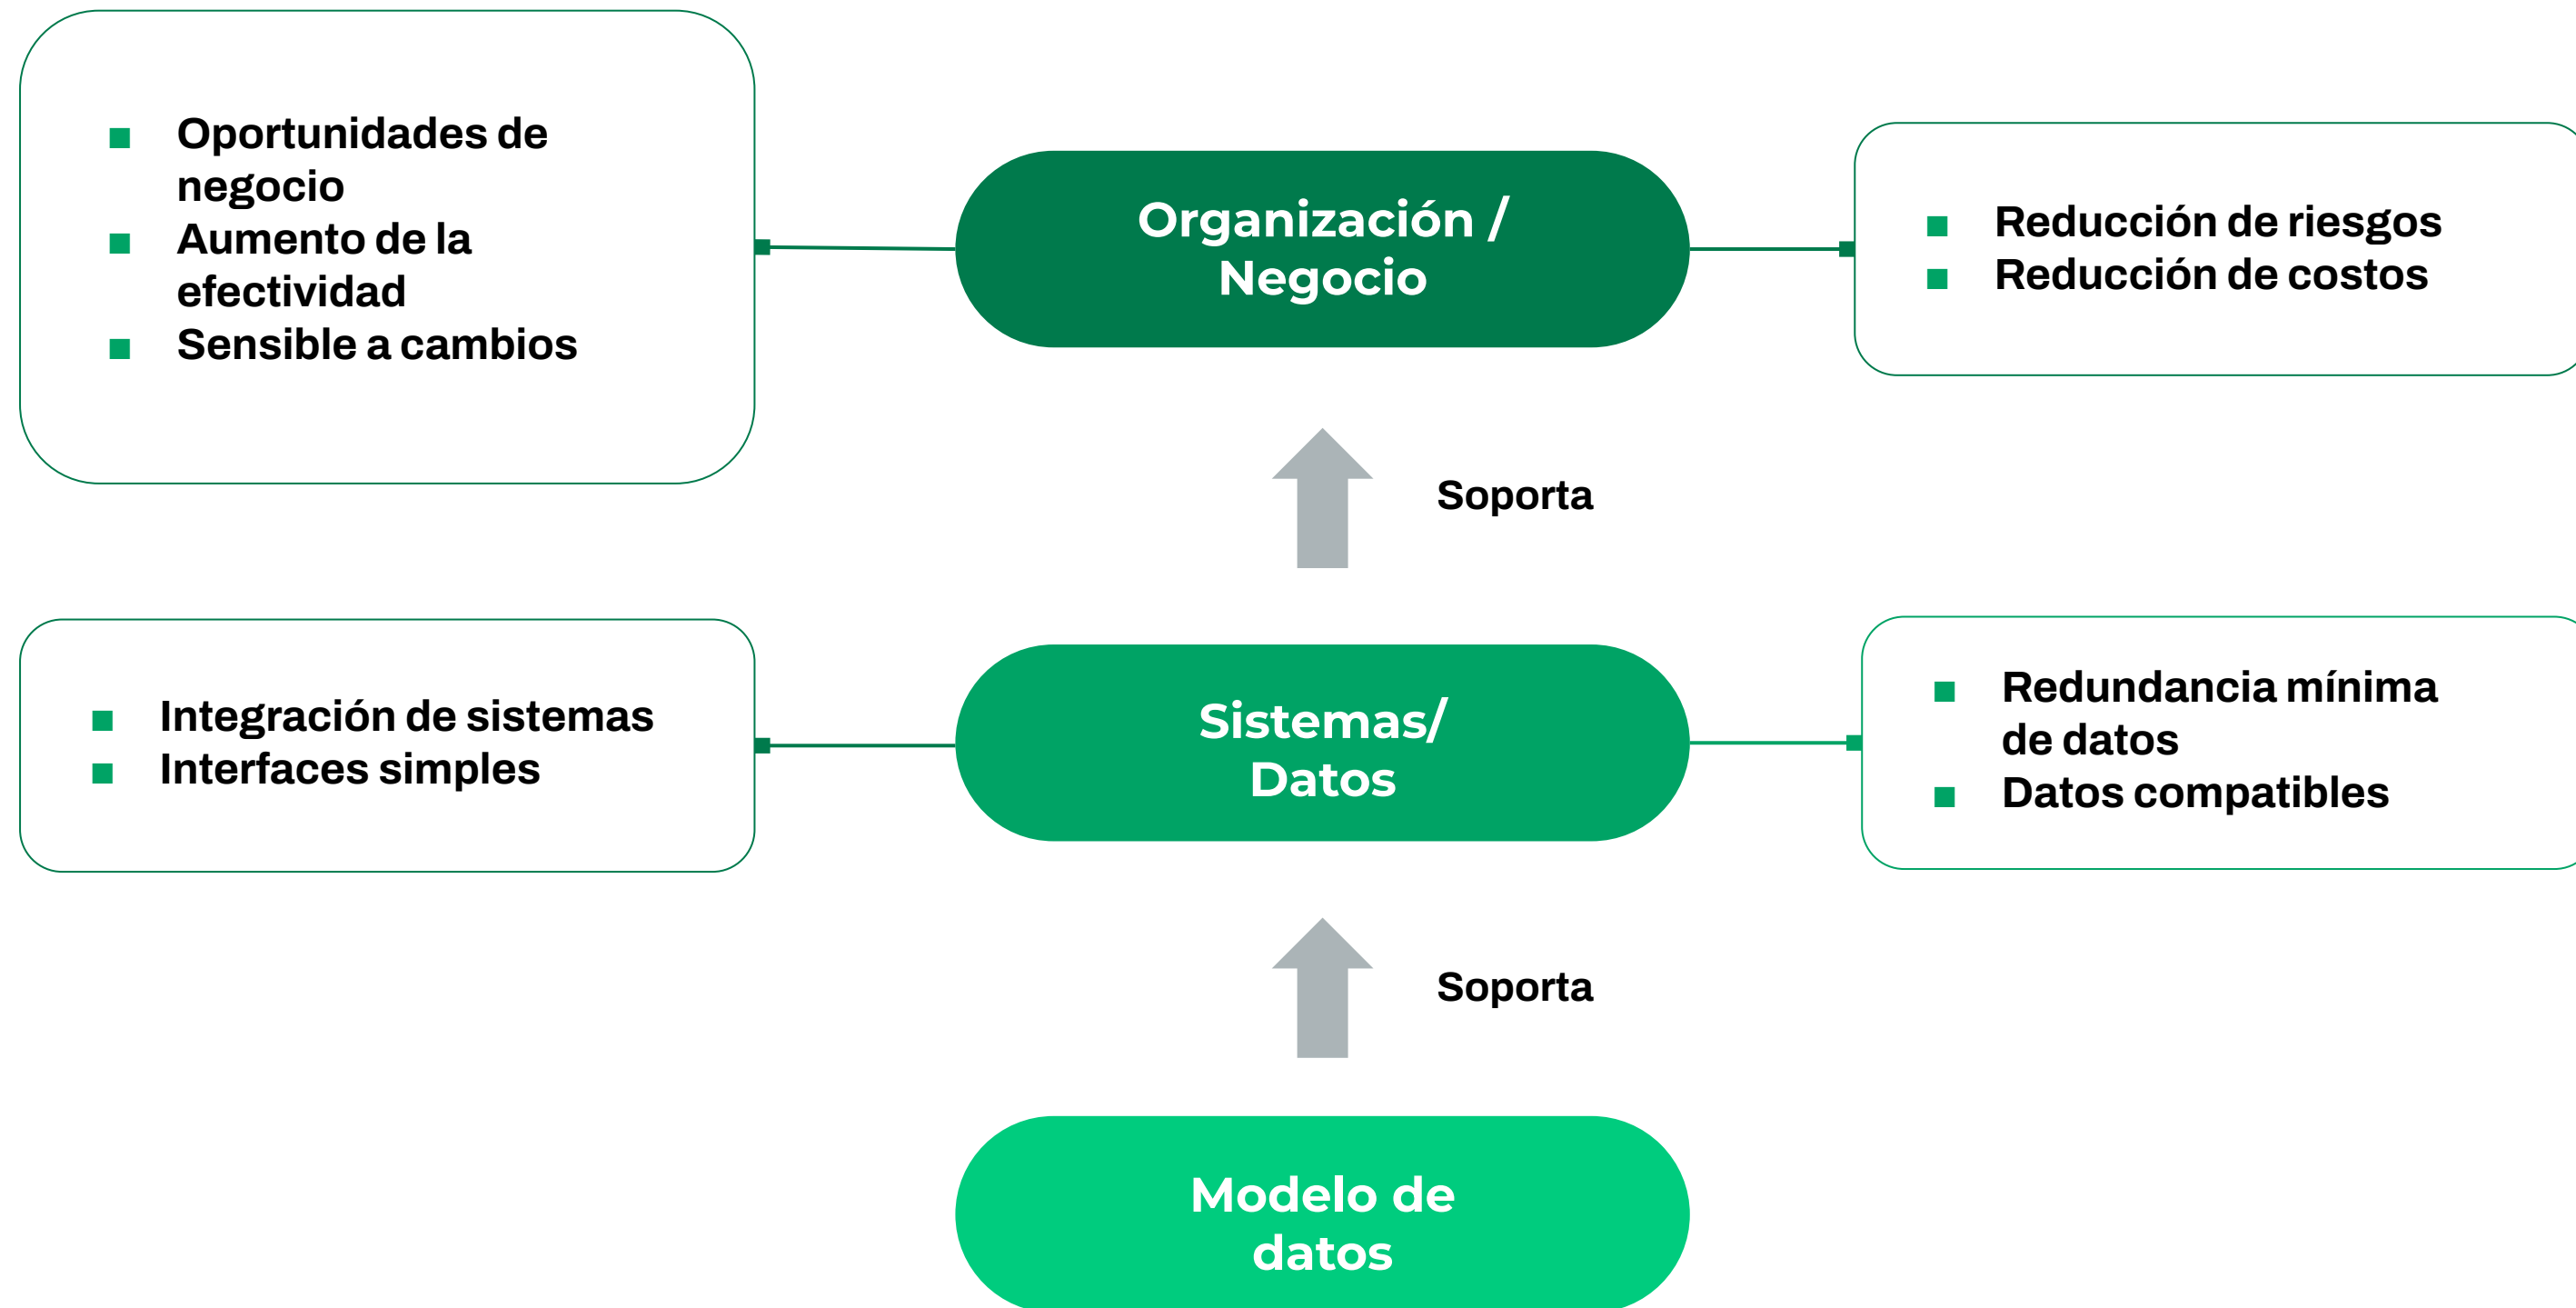 Oportunidades de
negocio
Aumento de la
efectividad
Sensible a cambios
Organización /
Negocio
Reducción de riesgos
Reducción de costos
Soporta
Integración de sistemas
Interfaces simples
Sistemas/
Datos
Redundancia mínima
de datos
Datos compatibles
Soporta
Modelo de
datos